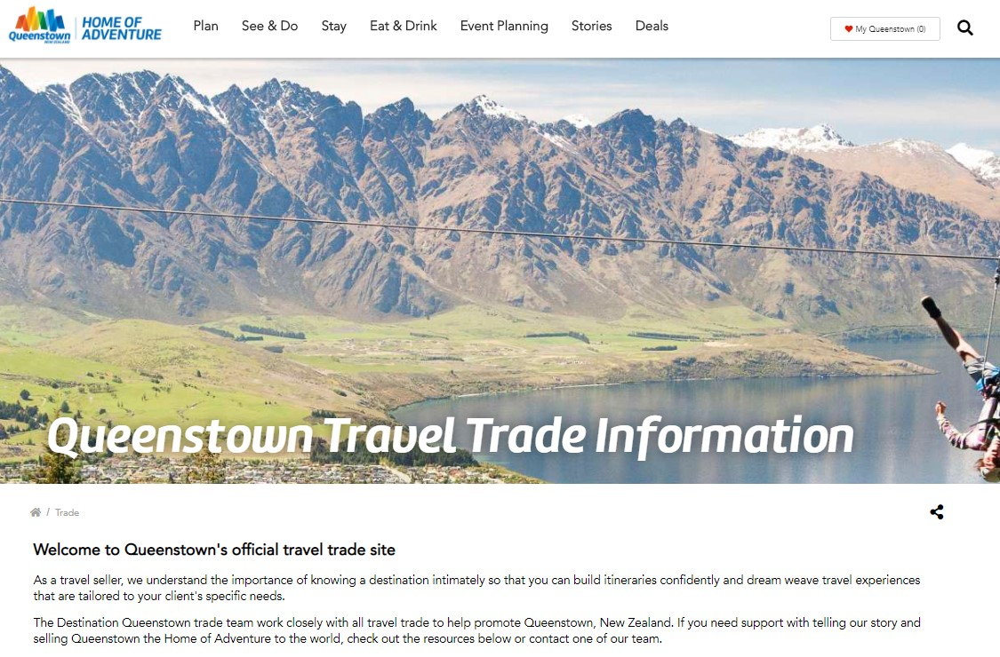 Queenstown
NEW ZEALAND
HOME OF
ADVENTURE
Plan
See & Do
Stay
Eat & Drink
Event Planning
Stories
Deals
My Queenstown (0)
Queenstown Travel Trade Information
/ Trade
Welcome to Queenstown's official travel trade site
As a travel seller, we understand the importance of knowing a destination intimately so that you can build itineraries confidently and dream weave travel experiences
that are tailored to your client's specific needs.
The Destination Queenstown trade team work closely with all travel trade to help promote Queenstown, New Zealand. If you need support with telling our story and
selling Queenstown the Home of Adventure to the world, check out the resources below or contact one of our team.